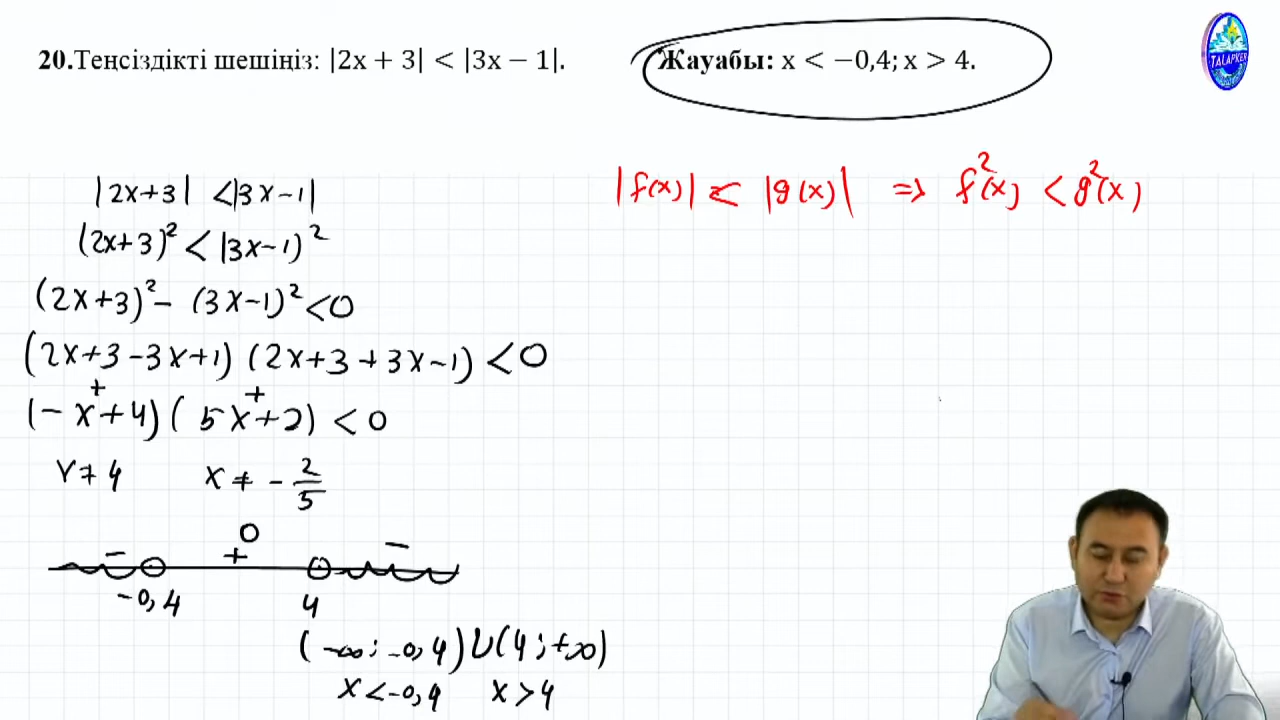 20.Теңсіздікті шешіңіз: |2x + 3| < |3x − 1|.
Жауабы: x < −0,4; x > 4.
TALAPKER
|f(x)| < |g(x)| ⇒ f²(x) < g²(x)
|2x+3| <|3x−1|
(2x+3)² < |3x−1)²
(2x+3)² − (3x−1)² <0
(2x+3−3x+1) (2x+3+3x−1) <0
+ +
(−x+4)( 5x+2) < 0
x≠4 x ≠ − 2/5
0
− + −
−0,4 4
(−∞; −0,4)∪(4;+∞)
x<−0,4 x>4